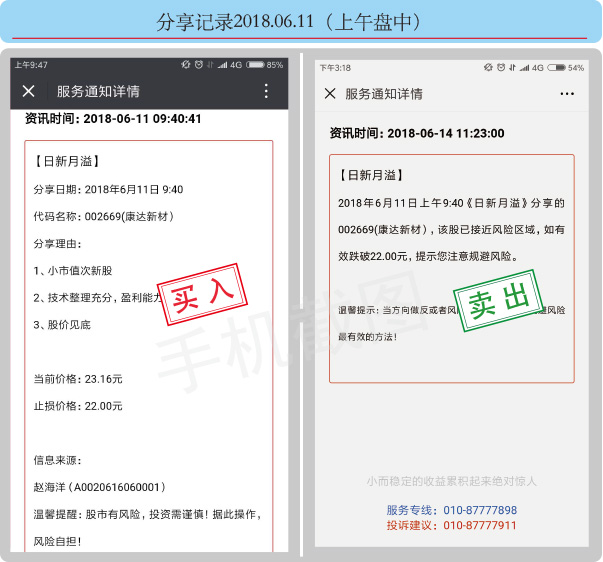 分享记录2018.06.11（上午盘中）
上午9:47
4G 85%
服务通知详情
资讯时间: 2018-06-11 09:40:41
【日新月溢】
分享日期: 2018年6月11日 9:40
代码名称: 002669(康达新材)
分享理由:
1、小市值次新股
2、技术整理充分, 盈利能力
3、股价见底
买入
当前价格: 23.16元
止损价格: 22.00元
信息来源:
赵海洋 (A0020616060001)
温馨提醒: 股市有风险, 投资需谨慎! 据此操作,
风险自担!
下午3:18
4G 54%
服务通知详情
资讯时间: 2018-06-14 11:23:00
【日新月溢】
2018年6月11日上午9:40《日新月溢》分享的
002669(康达新材), 该股已接近风险区域, 如有
效跌破22.00元, 提示您注意规避风险。
卖出
温馨提示: 当方向做反或者风
避风险
最有效的方法!
小而稳定的收益累积起来绝对惊人
服务专线: 010-87777898
投诉建议: 010-87777911
手机截图